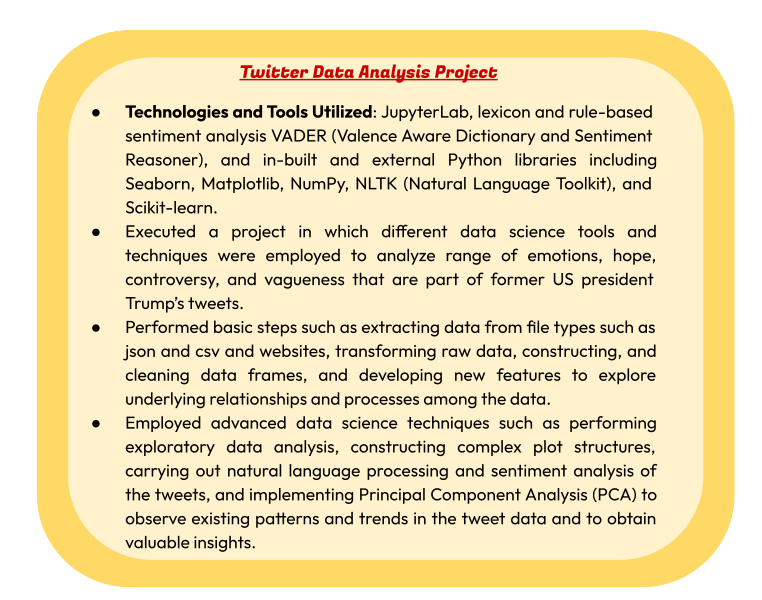 Twitter Data Analysis Project
● Technologies and Tools Utilized: JupyterLab, lexicon and rule-based
sentiment analysis VADER (Valence Aware Dictionary and Sentiment
Reasoner), and in-built and external Python libraries including
Seaborn, Matplotlib, NumPy, NLTK (Natural Language Toolkit), and
Scikit-learn.
● Executed a project in which different data science tools and
techniques were employed to analyze range of emotions, hope,
controversy, and vagueness that are part of former US president
Trump's tweets.
● Performed basic steps such as extracting data from file types such as
json and csv and websites, transforming raw data, constructing, and
cleaning data frames, and developing new features to explore
underlying relationships and processes among the data.
● Employed advanced data science techniques such as performing
exploratory data analysis, constructing complex plot structures,
carrying out natural language processing and sentiment analysis of
the tweets, and implementing Principal Component Analysis (PCA) to
observe existing patterns and trends in the tweet data and to obtain
valuable insights.